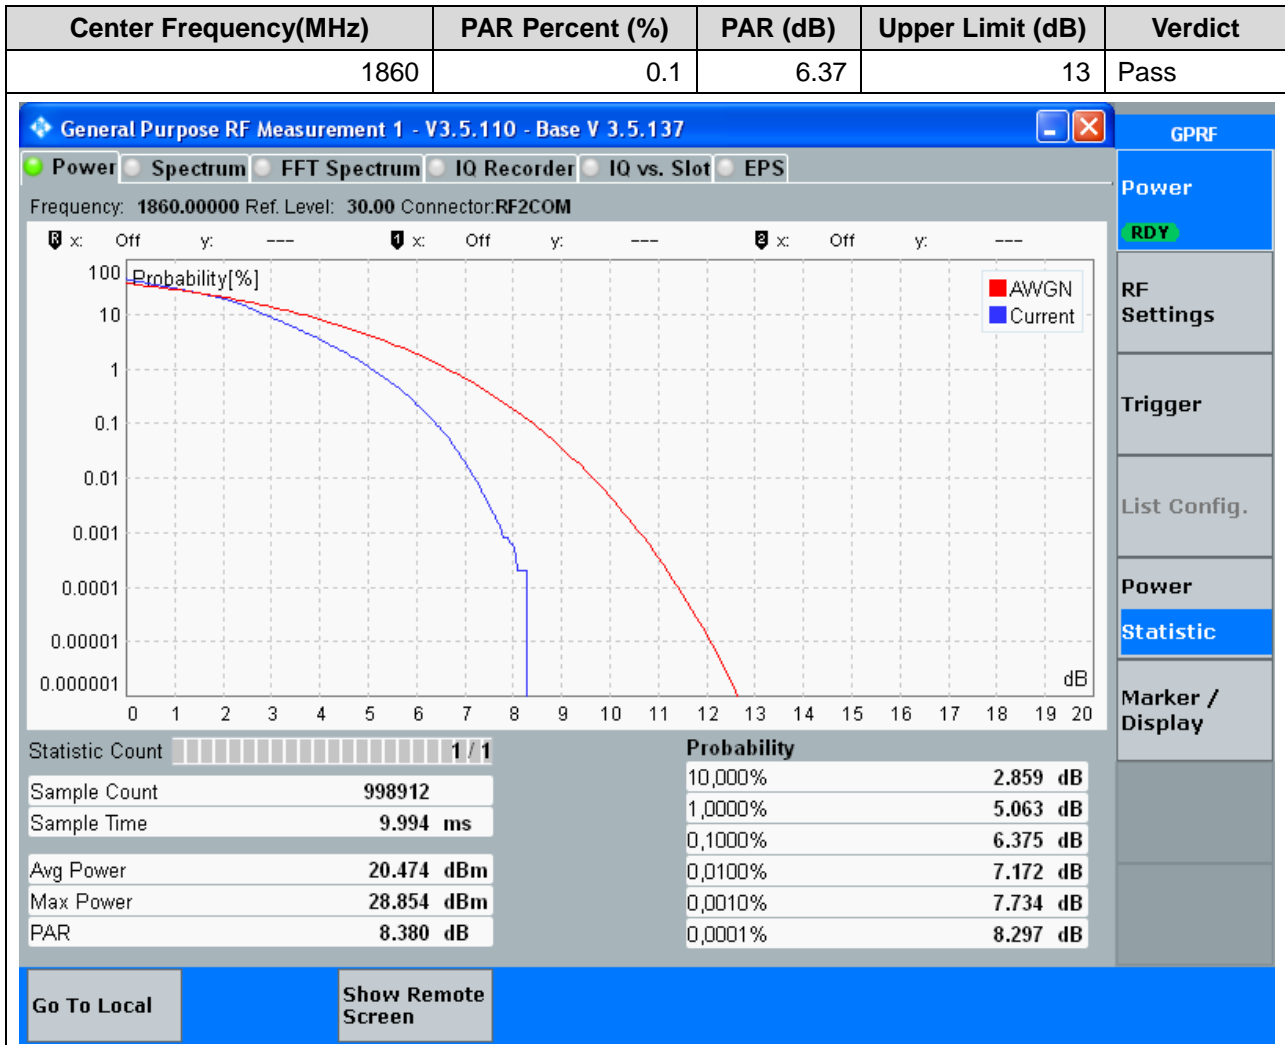 Center Frequency(MHz) PAR Percent (%) PAR (dB) Upper Limit (dB) Verdict
1860 0.1 6.37 13 Pass
General Purpose RF Measurement 1 - V3.5.110 - Base V 3.5.137
GPRF
Power Spectrum FFT Spectrum IQ Recorder IQ vs. Slot EPS
Power
RDY
Frequency: 1860.00000 Ref. Level: 30.00 Connector:RF2COM
R x: Off y: --- 1 x: Off y: --- 2 x: Off y: ---
Probability[%]
100
10
1
0.1
0.01
0.001
0.0001
0.00001
0.000001
AWGN
Current
dB
0 1 2 3 4 5 6 7 8 9 10 11 12 13 14 15 16 17 18 19 20
RF
Settings
Trigger
List Config.
Power
Statistic
Marker /
Display
Statistic Count 1 / 1
Sample Count 998912
Sample Time 9.994 ms
Avg Power 20.474 dBm
Max Power 28.854 dBm
PAR 8.380 dB
Probability
10,000% 2.859 dB
1,0000% 5.063 dB
0,1000% 6.375 dB
0,0100% 7.172 dB
0,0010% 7.734 dB
0,0001% 8.297 dB
Go To Local
Show Remote
Screen